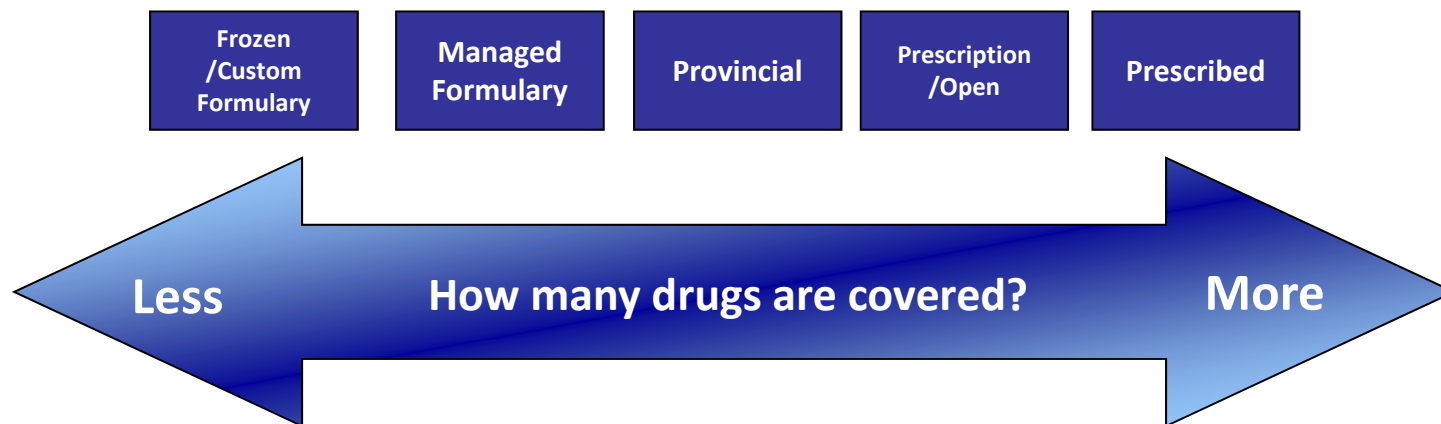 Frozen
/Custom
Formulary
Managed
Formulary
Provincial
Prescription
/Open
Prescribed
Less
How many drugs are covered?
More